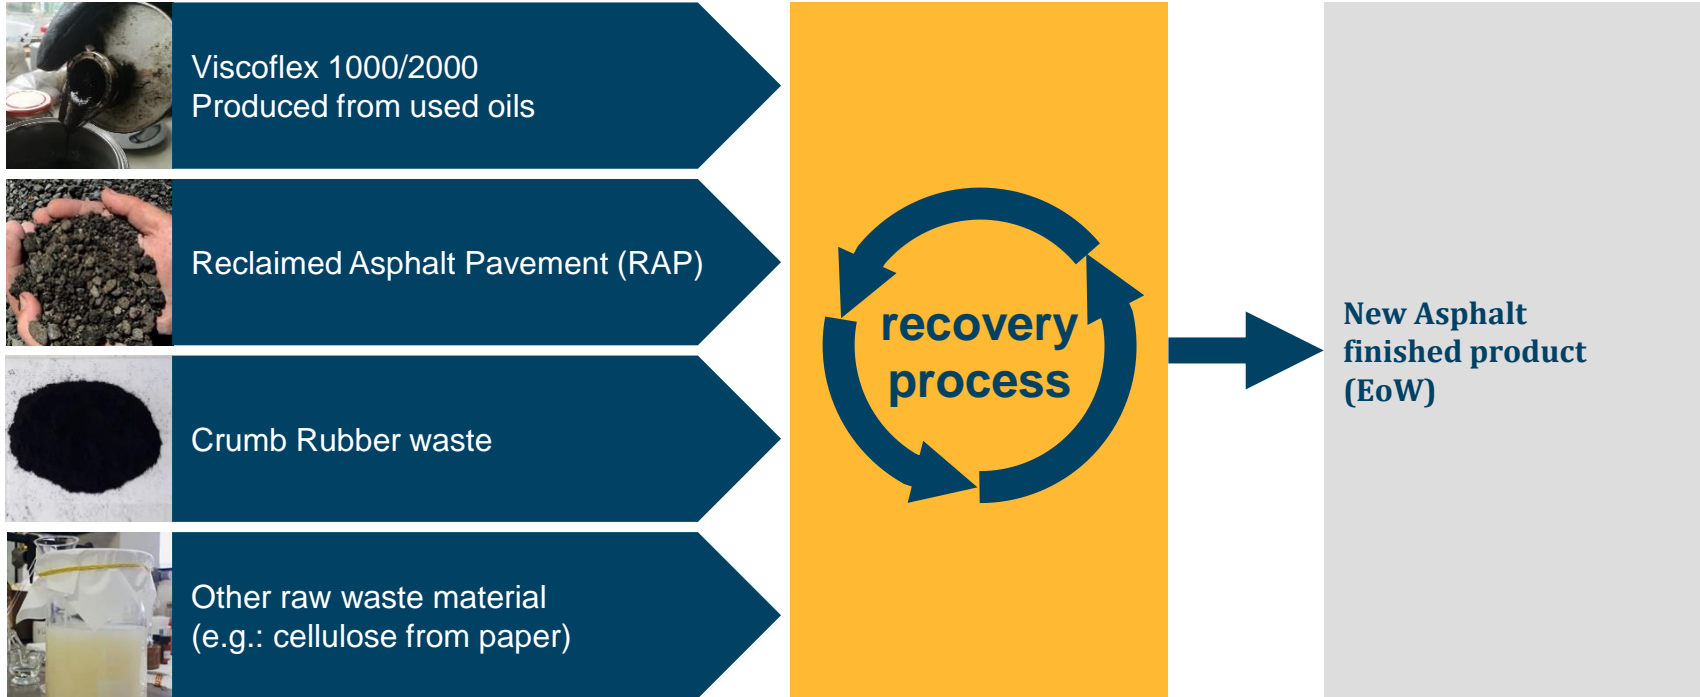 Viscoflex 1000/2000
Produced from used oils
Reclaimed Asphalt Pavement (RAP)
Crumb Rubber waste
Other raw waste material
(e.g.: cellulose from paper)
recovery
process
New Asphalt
finished product
(EoW)